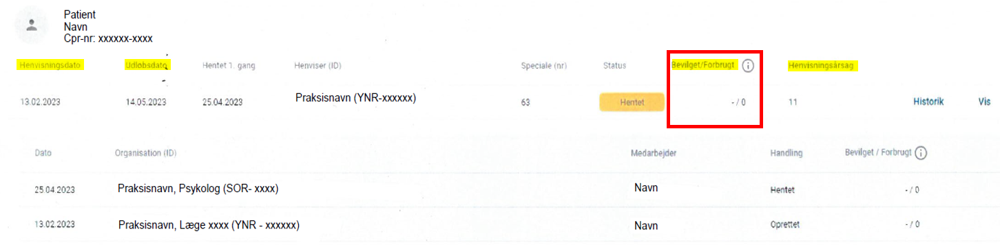 Patient
Navn
Cpr-nr: xxxxxx-xxxx
Henvisningsdato Udløbsdato Hentet 1. gang Henviser (ID) Speciale (nr) Status Bevilget/Forbrugt Henvisningsårsag
13.02.2023 14.05.2023 25.04.2023 Praksisnavn (YNR-xxxxxx) 63 Hentet - / 0 11 Historik Vis
Dato Organisation (ID) Medarbejder Handling Bevilget / Forbrugt
25.04.2023 Praksisnavn, Psykolog (SOR- xxxx) Navn Hentet - / 0
13.02.2023 Praksisnavn, Læge xxxx (YNR - xxxxxx) Navn Oprettet - / 0